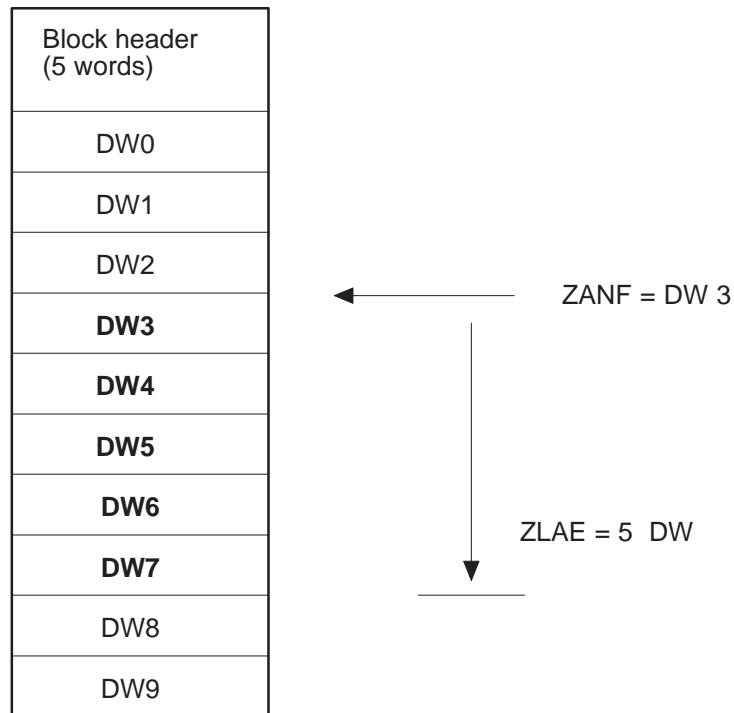 Block header
(5 words)
DW0
DW1
DW2
DW3
ZANF = DW 3
DW4
DW5
DW6
ZLAE = 5 DW
DW7
DW8
DW9